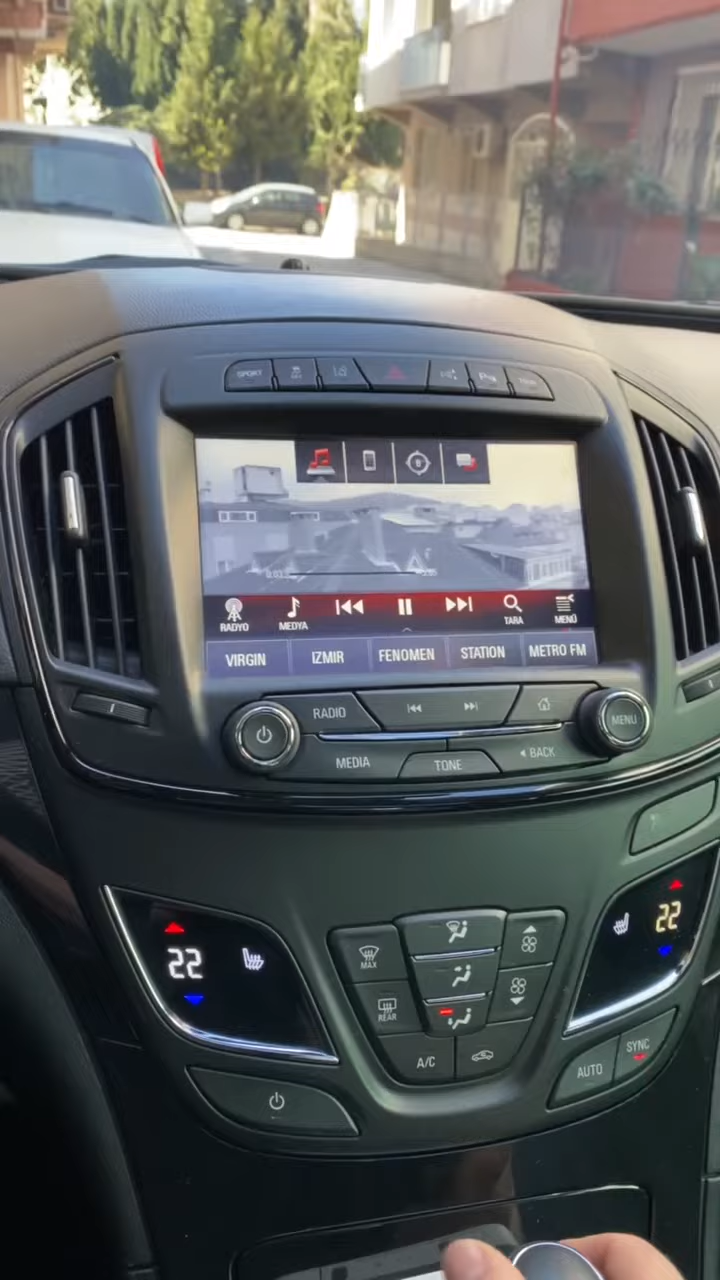 SPORT
RADYO
MEDYA
TARA
MENÜ
VIRGIN
IZMIR
FENOMEN
STATION
METRO FM
RADIO
MENU
MEDIA
TONE
BACK
22
22
MAX
REAR
A/C
AUTO
SYNC